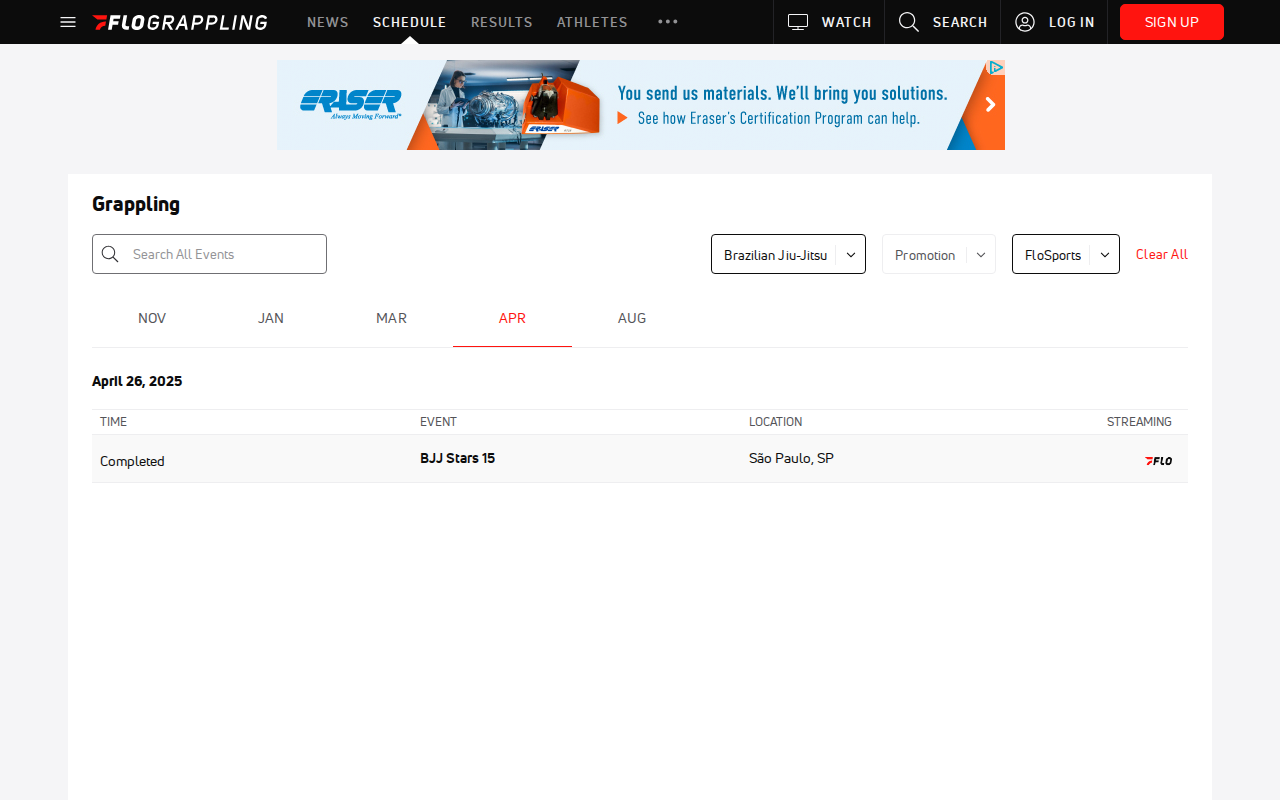 FLOGRAPPLING NEWS SCHEDULE RESULTS ATHLETES WATCH SEARCH LOG IN SIGN UP
ERASER
Always Moving Forward
ERASER
You send us materials. We'll bring you solutions.
See how Eraser's Certification Program can help.
Grappling
Search All Events
Brazilian Jiu-Jitsu
Promotion
FloSports
Clear All
NOV JAN MAR APR AUG
April 26, 2025
TIME EVENT LOCATION STREAMING
Completed BJJ Stars 15 São Paulo, SP FLO